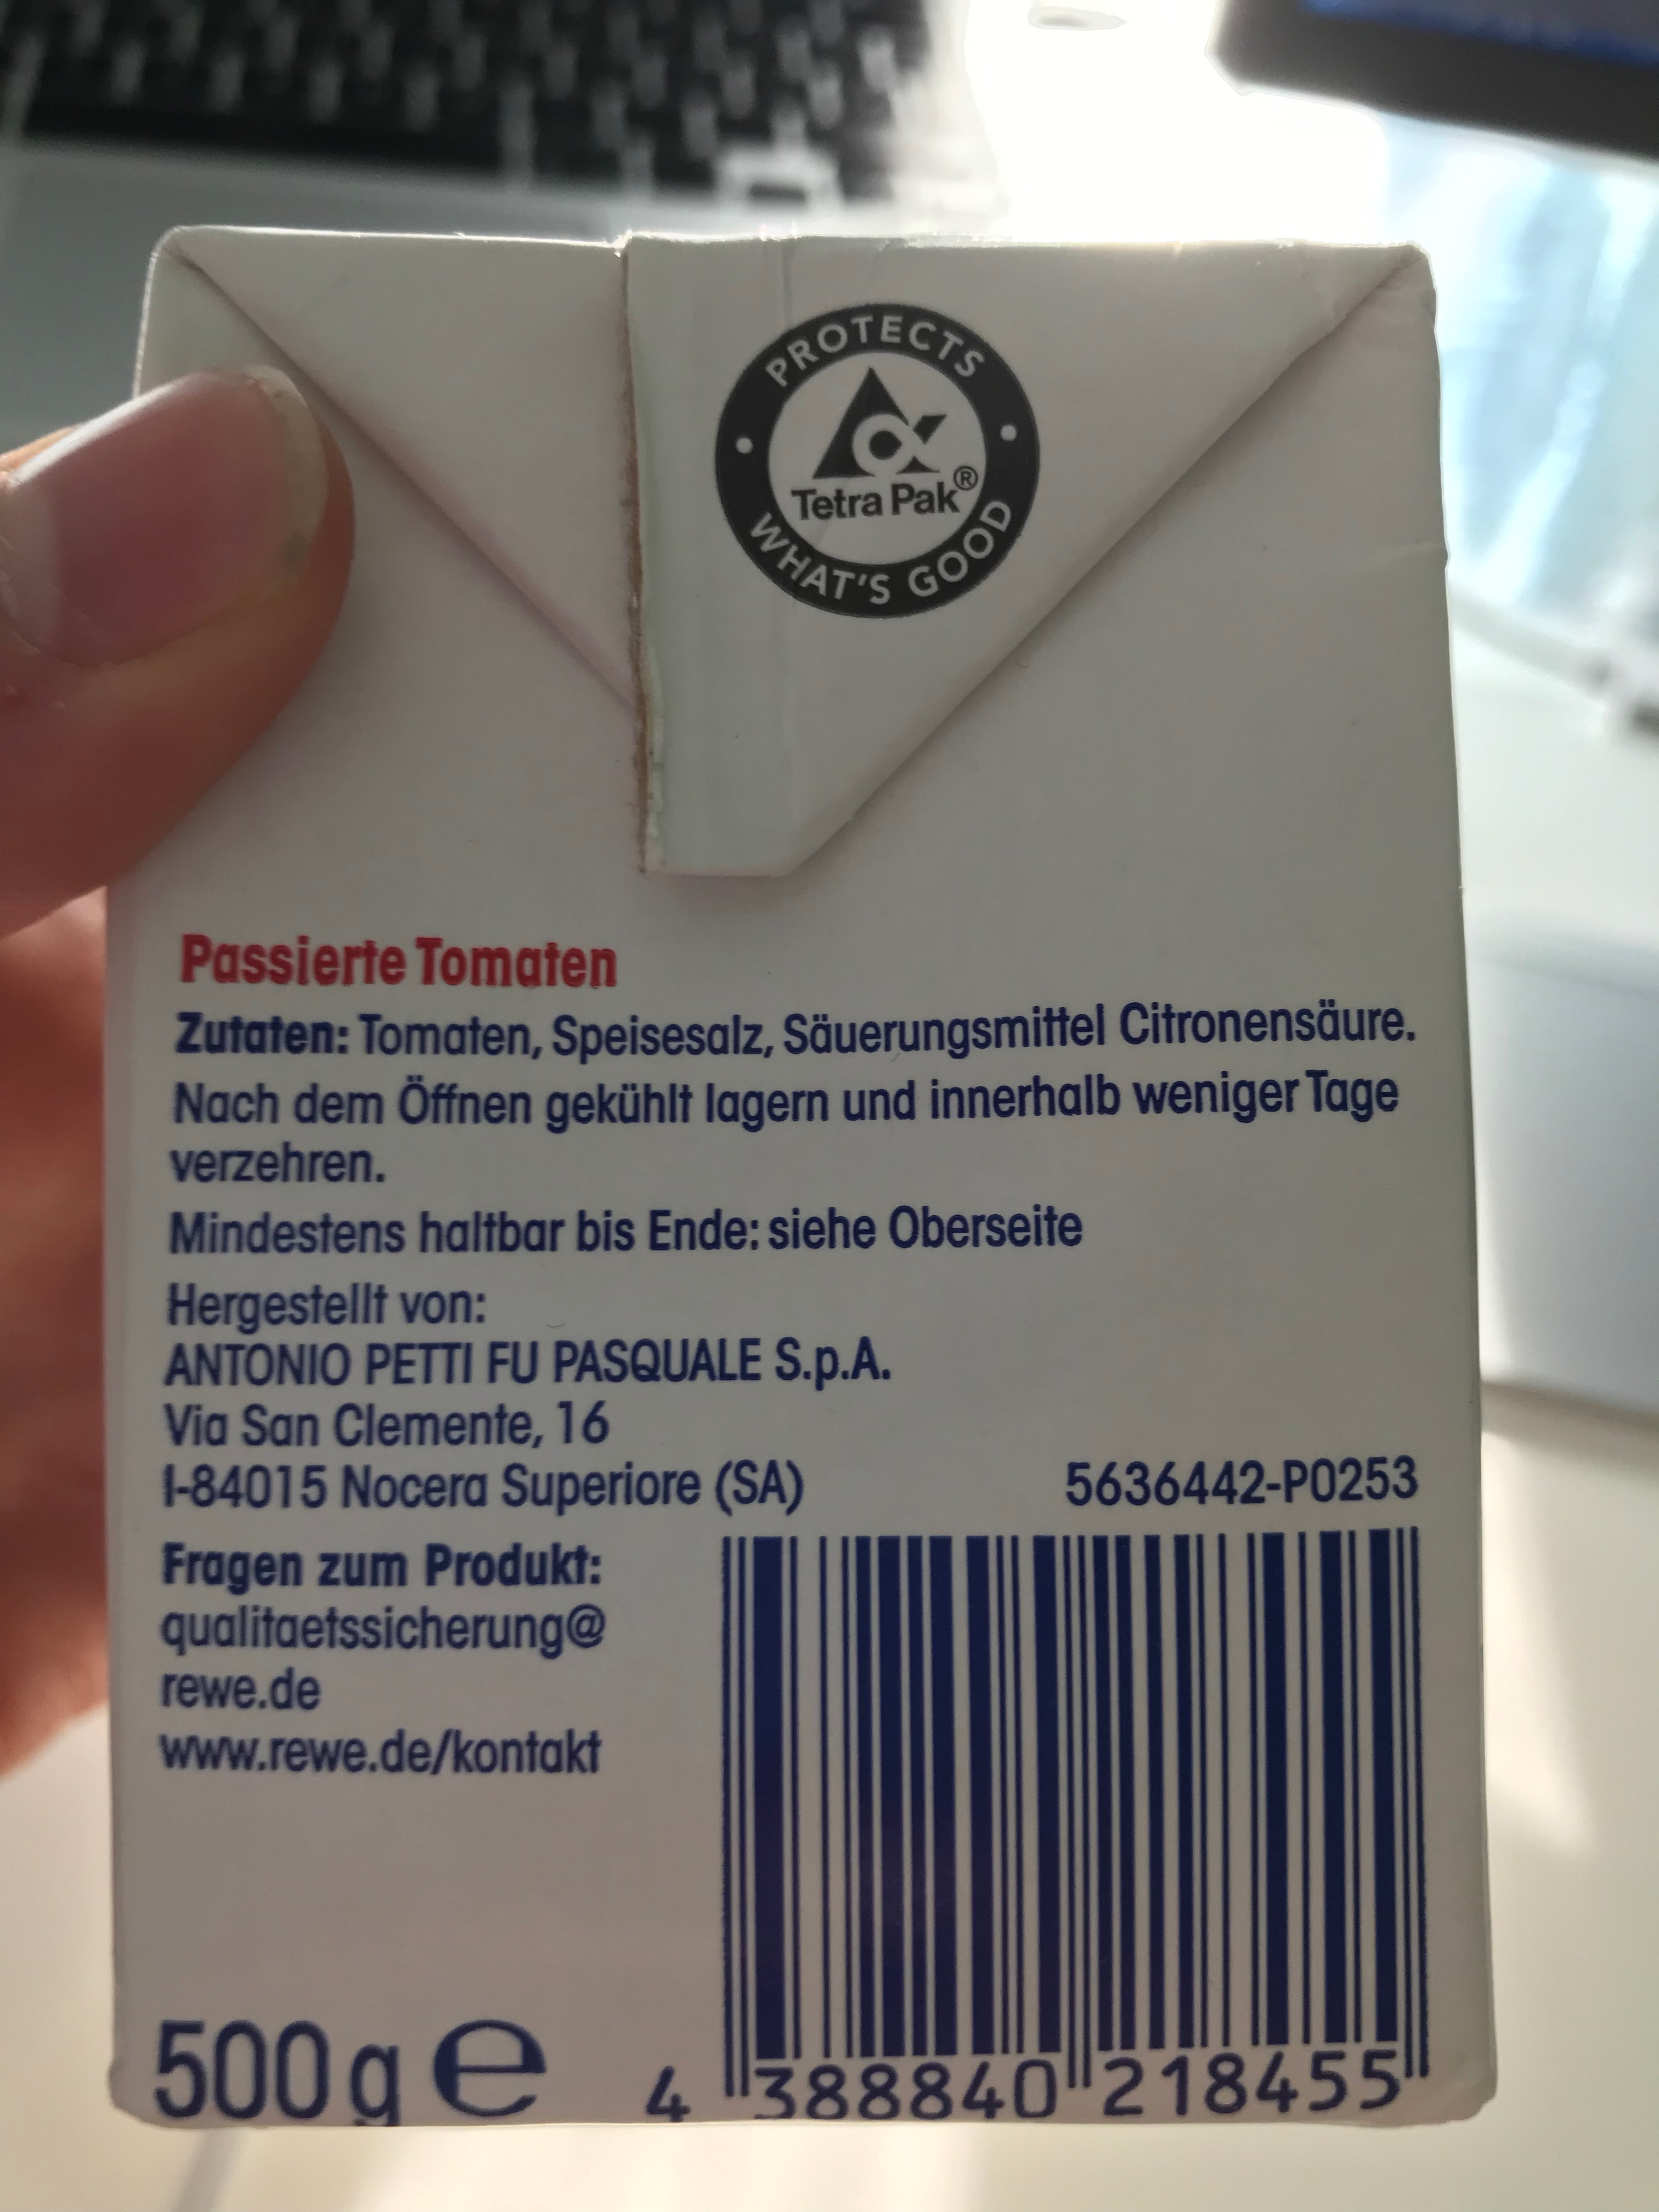 PROTECTS
Tetra Pak®
WHAT'S GOOD
Passierte Tomaten
Zutaten: Tomaten, Speisesalz, Säuerungsmittel Citronensäure.
Nach dem Öffnen gekühlt lagern und innerhalb weniger Tage
verzehren.
Mindestens haltbar bis Ende: siehe Oberseite
Hergestellt von:
ANTONIO PETTI FU PASQUALE S.p.A.
Via San Clemente, 16
I-84015 Nocera Superiore (SA)
5636442-P0253
Fragen zum Produkt:
qualitaetssicherung@
rewe.de
www.rewe.de/kontakt
500 g e
4 388840 218455